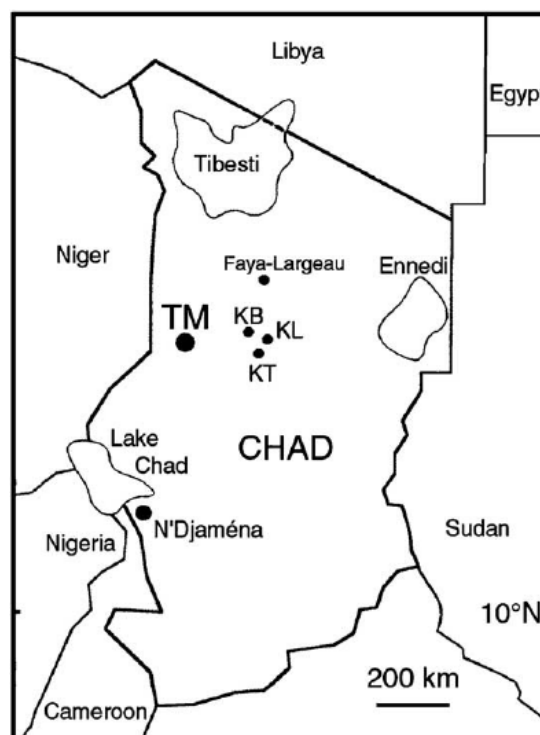 Libya
Egyp
Tibesti
Niger
Faya-Largeau
Ennedi
TM
KB
KL
KT
Lake
Chad
CHAD
N'Djaména
Nigeria
Sudan
10°N
200 km
Cameroon